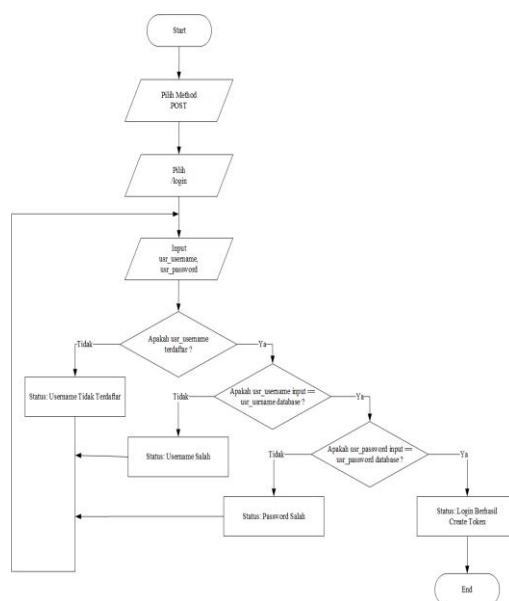 Start
Pilih Method
POST
Pilih
/login
Input
usr_username,
usr_password
Apakah usr_username
terdaftar ?
Tidak
Ya
Status: Username Tidak Terdaftar
Apakah usr_username input ==
usr_usrname database ?
Tidak
Ya
Status: Username Salah
Apakah usr_password input ==
usr_password database ?
Tidak
Ya
Status: Password Salah
Status: Login Berhasil
Create Token
End